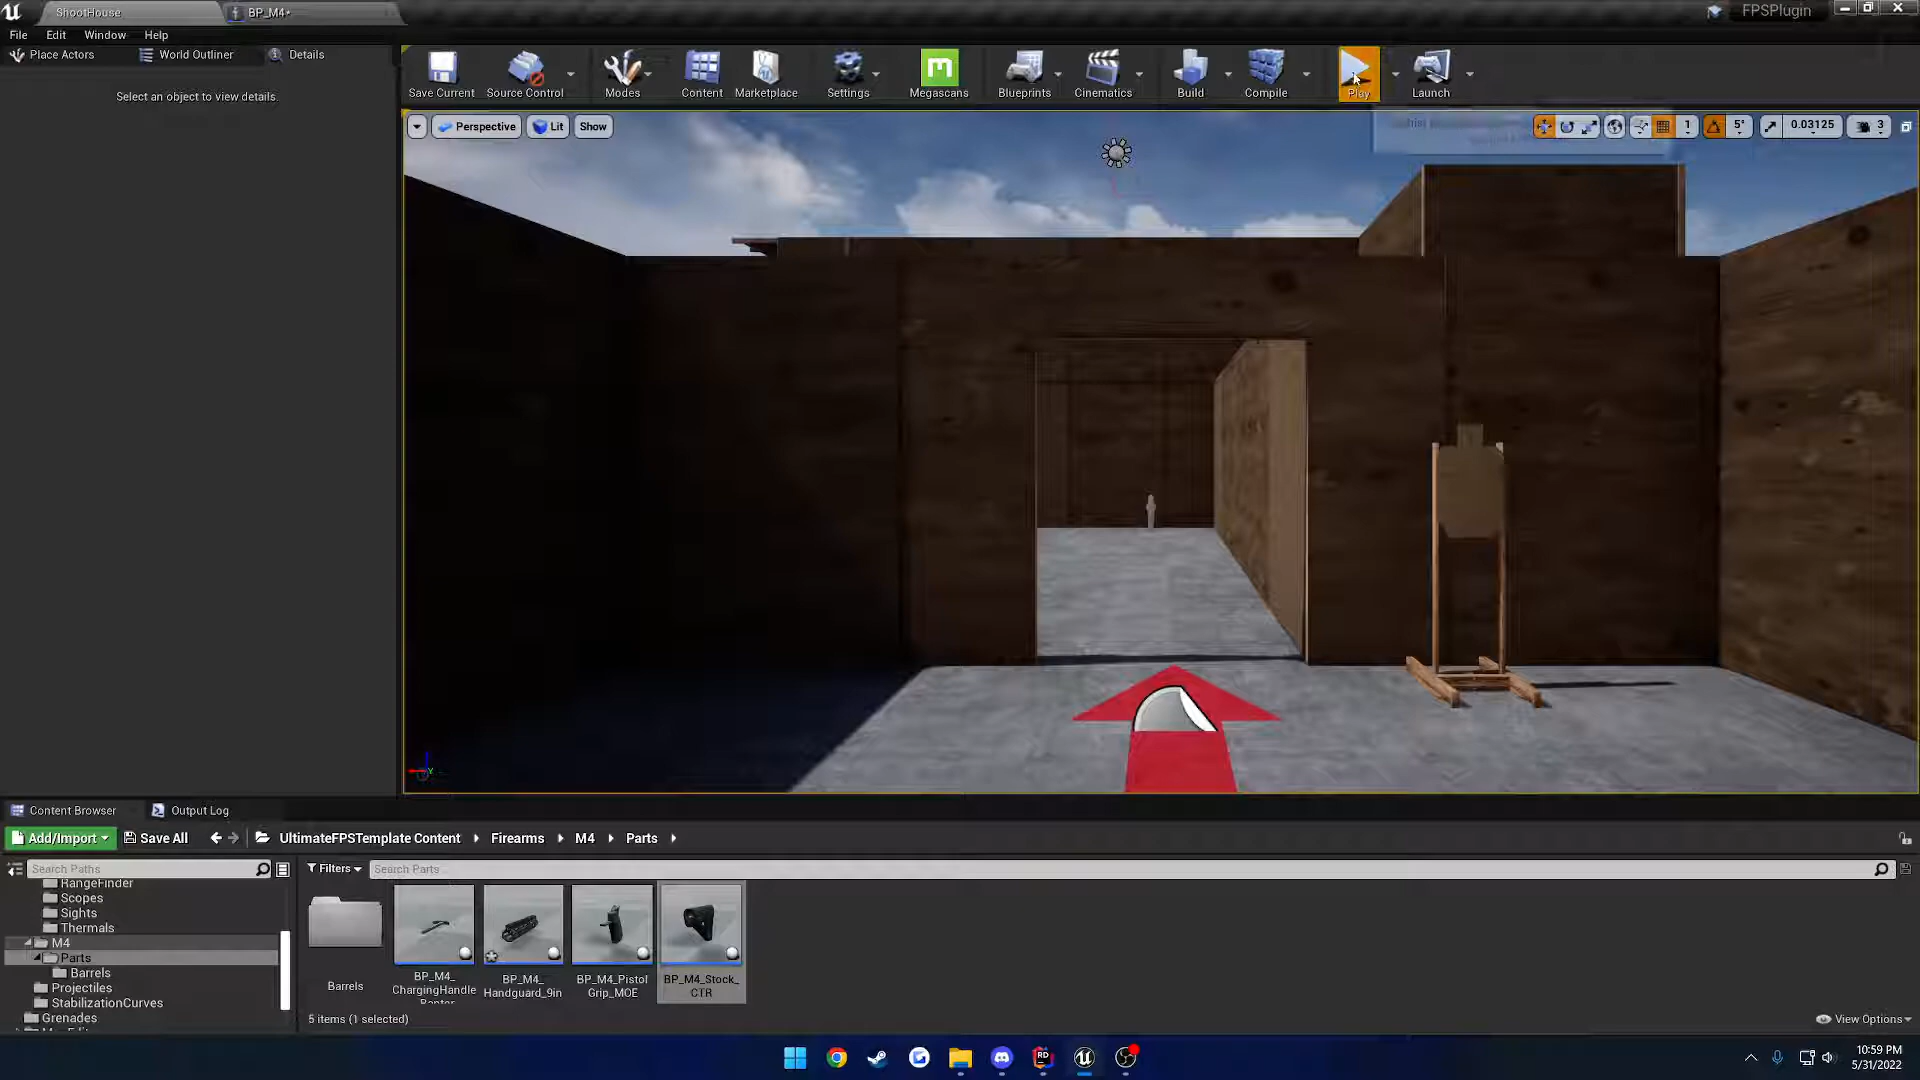 ShootHouse
BP_M4*
FPSPlugin
File
Edit
Window
Help
Place Actors
World Outliner
Details
Select an object to view details.
Save Current
Source Control
Modes
Content
Marketplace
Settings
Megascans
Blueprints
Cinematics
Build
Compile
Play
Launch
Perspective
Lit
Show
1
5°
0.03125
3
Content Browser
Output Log
Add/Import
Save All
UltimateFPSTemplate Content
Firearms
M4
Parts
Search Paths
Filters
Search Parts
RangeFinder
Scopes
Sights
Thermals
M4
Parts
Barrels
Projectiles
StabilizationCurves
Grenades
Barrels
BP_M4_
ChargingHandle
BP_M4_
Handguard_9in
BP_M4_Pistol
Grip_MOE
BP_M4_Stock_
CTR
5 items (1 selected)
View Options
10:59 PM
5/31/2022